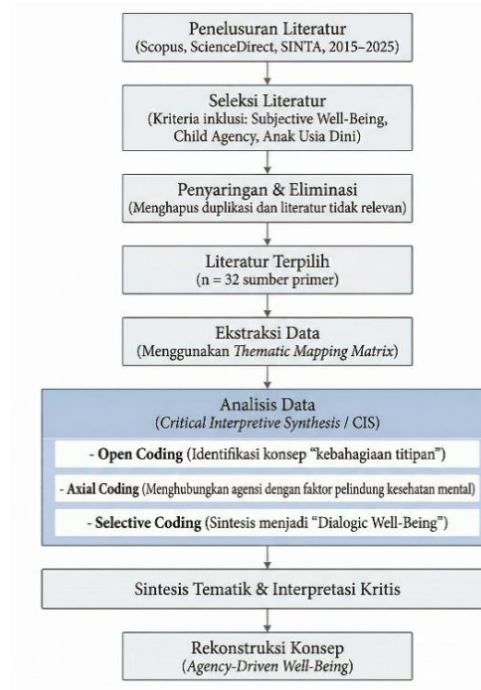 Penelusuran Literatur
(Scopus, ScienceDirect, SINTA, 2015–2025)
Seleksi Literatur
(Kriteria inklusi: Subjective Well-Being,
Child Agency, Anak Usia Dini)
Penyaringan & Eliminasi
(Menghapus duplikasi dan literatur tidak relevan)
Literatur Terpilih
(n = 32 sumber primer)
Ekstraksi Data
(Menggunakan Thematic Mapping Matrix)
Analisis Data
(Critical Interpretive Synthesis / CIS)
- Open Coding (Identifikasi konsep “kebahagiaan titipan”)
- Axial Coding (Menghubungkan agensi dengan faktor pelindung kesehatan mental)
- Selective Coding (Sintesis menjadi “Dialogic Well-Being”)
Sintesis Tematik & Interpretasi Kritis
Rekonstruksi Konsep
(Agency-Driven Well-Being)